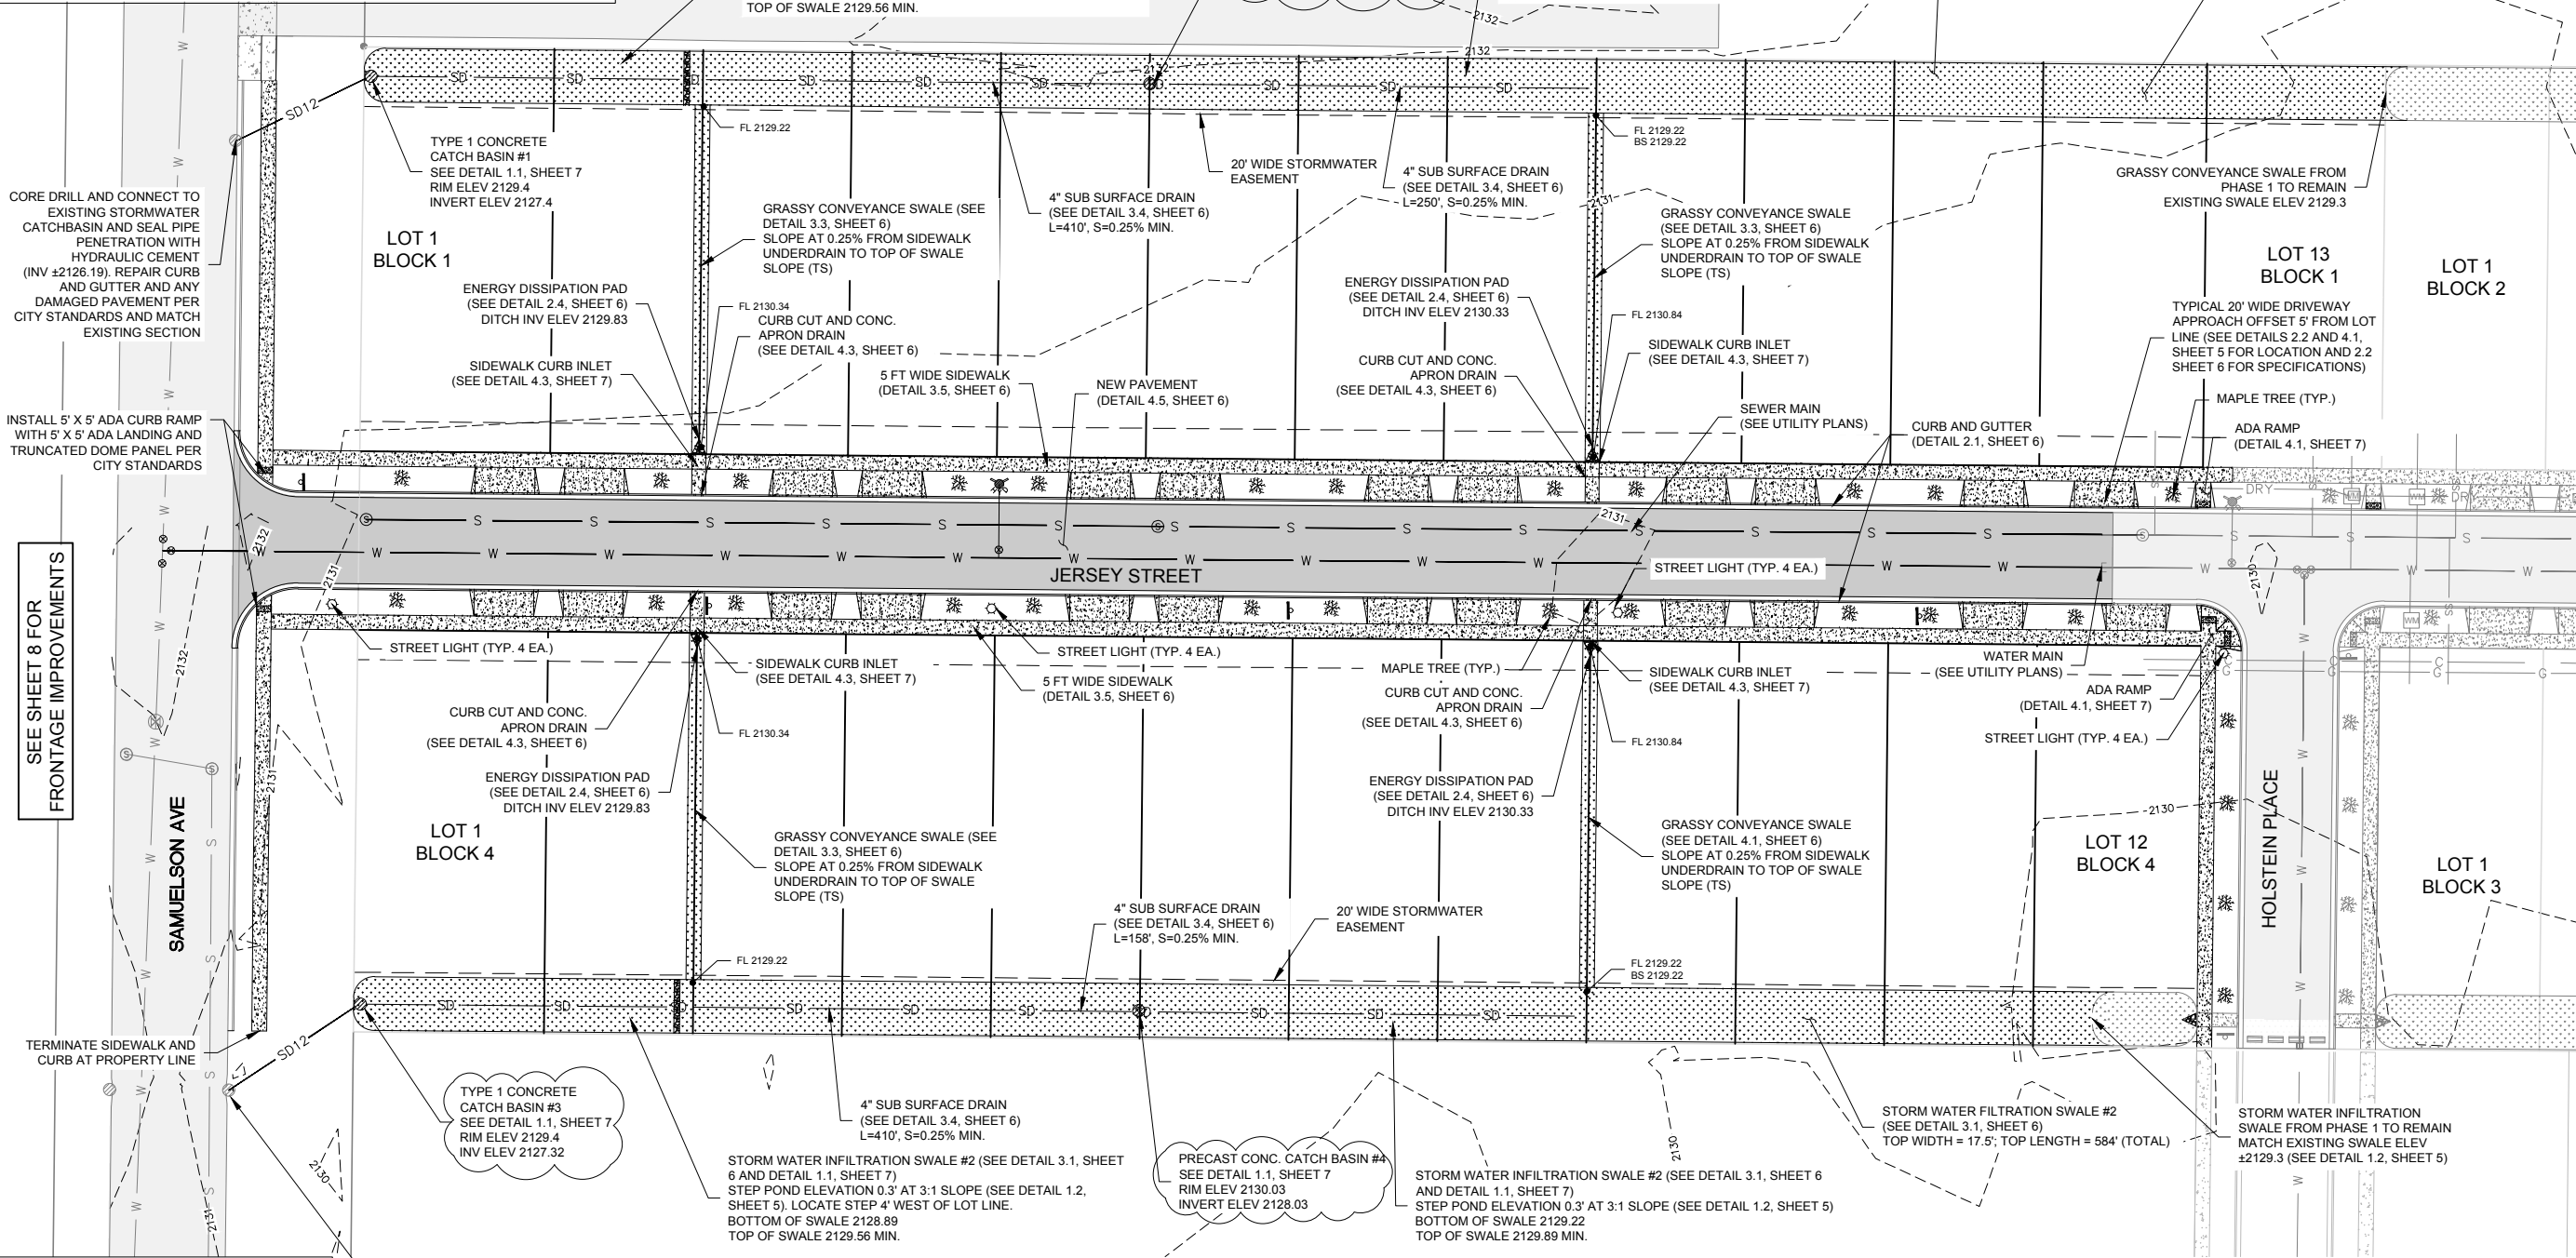 TOP OF SWALE 2129.56 MIN.
2132
2132
2132
SD
SD
SD
SD
SD
SD
SD
SD
SD12
FL 2129.22
FL 2129.22
BS 2129.22
TYPE 1 CONCRETE
CATCH BASIN #1
SEE DETAIL 1.1, SHEET 7
RIM ELEV 2129.4
INVERT ELEV 2127.4
20' WIDE STORMWATER
EASEMENT
4" SUB SURFACE DRAIN
(SEE DETAIL 3.4, SHEET 6)
L=250', S=0.25% MIN.
GRASSY CONVEYANCE SWALE FROM
PHASE 1 TO REMAIN
EXISTING SWALE ELEV 2129.3
CORE DRILL AND CONNECT TO
EXISTING STORMWATER
CATCHBASIN AND SEAL PIPE
PENETRATION WITH
HYDRAULIC CEMENT
(INV ±2126.19). REPAIR CURB
AND GUTTER AND ANY
DAMAGED PAVEMENT PER
CITY STANDARDS AND MATCH
EXISTING SECTION
4" SUB SURFACE DRAIN
(SEE DETAIL 3.4, SHEET 6)
L=410', S=0.25% MIN.
2131
GRASSY CONVEYANCE SWALE (SEE
DETAIL 3.3, SHEET 6)
SLOPE AT 0.25% FROM SIDEWALK
UNDERDRAIN TO TOP OF SWALE
SLOPE (TS)
GRASSY CONVEYANCE SWALE
(SEE DETAIL 3.3, SHEET 6)
SLOPE AT 0.25% FROM SIDEWALK
UNDERDRAIN TO TOP OF SWALE
SLOPE (TS)
LOT 1
BLOCK 1
LOT 13
BLOCK 1
LOT 1
BLOCK 2
ENERGY DISSIPATION PAD
(SEE DETAIL 2.4, SHEET 6)
DITCH INV ELEV 2129.83
ENERGY DISSIPATION PAD
(SEE DETAIL 2.4, SHEET 6)
DITCH INV ELEV 2130.33
FL 2130.34
CURB CUT AND CONC.
APRON DRAIN
(SEE DETAIL 4.3, SHEET 6)
FL 2130.84
TYPICAL 20' WIDE DRIVEWAY
APPROACH OFFSET 5' FROM LOT
LINE (SEE DETAILS 2.2 AND 4.1,
SHEET 5 FOR LOCATION AND 2.2
SHEET 6 FOR SPECIFICATIONS)
SIDEWALK CURB INLET
(SEE DETAIL 4.3, SHEET 7)
5 FT WIDE SIDEWALK
(DETAIL 3.5, SHEET 6)
NEW PAVEMENT
(DETAIL 4.5, SHEET 6)
CURB CUT AND CONC.
APRON DRAIN
(SEE DETAIL 4.3, SHEET 6)
SIDEWALK CURB INLET
(SEE DETAIL 4.3, SHEET 7)
SEWER MAIN
(SEE UTILITY PLANS)
CURB AND GUTTER
(DETAIL 2.1, SHEET 6)
MAPLE TREE (TYP.)
ADA RAMP
(DETAIL 4.1, SHEET 7)
INSTALL 5' X 5' ADA CURB RAMP
WITH 5' X 5' ADA LANDING AND
TRUNCATED DOME PANEL PER
CITY STANDARDS
DRY
WM
WM
DRY
2132
2131
2131
2130
S S S S S S S S S S S S S S S S S
W W W W W W W W W W W W W W W W W W
JERSEY STREET
STREET LIGHT (TYP. 4 EA.)
SEE SHEET 8 FOR
FRONTAGE IMPROVEMENTS
WM
2132
2131
STREET LIGHT (TYP. 4 EA.)
SIDEWALK CURB INLET
(SEE DETAIL 4.3, SHEET 7)
STREET LIGHT (TYP. 4 EA.)
5 FT WIDE SIDEWALK
(DETAIL 3.5, SHEET 6)
MAPLE TREE (TYP.)
CURB CUT AND CONC.
APRON DRAIN
(SEE DETAIL 4.3, SHEET 6)
SIDEWALK CURB INLET
(SEE DETAIL 4.3, SHEET 7)
WATER MAIN
(SEE UTILITY PLANS)
ADA RAMP
(DETAIL 4.1, SHEET 7)
STREET LIGHT (TYP. 4 EA.)
CURB CUT AND CONC.
APRON DRAIN
(SEE DETAIL 4.3, SHEET 6)
FL 2130.34
FL 2130.84
ENERGY DISSIPATION PAD
(SEE DETAIL 2.4, SHEET 6)
DITCH INV ELEV 2129.83
ENERGY DISSIPATION PAD
(SEE DETAIL 2.4, SHEET 6)
DITCH INV ELEV 2130.33
SAMUELSON AVE
HOLSTEIN PLACE
2130
LOT 1
BLOCK 4
GRASSY CONVEYANCE SWALE (SEE
DETAIL 3.3, SHEET 6)
SLOPE AT 0.25% FROM SIDEWALK
UNDERDRAIN TO TOP OF SWALE
SLOPE (TS)
GRASSY CONVEYANCE SWALE
(SEE DETAIL 4.1, SHEET 6)
SLOPE AT 0.25% FROM SIDEWALK
UNDERDRAIN TO TOP OF SWALE
SLOPE (TS)
LOT 12
BLOCK 4
LOT 1
BLOCK 3
4" SUB SURFACE DRAIN
(SEE DETAIL 3.4, SHEET 6)
L=158', S=0.25% MIN.
20' WIDE STORMWATER
EASEMENT
FL 2129.22
FL 2129.22
BS 2129.22
SD
SD
SD
SD
SD
SD
SD
SD
SD12
TERMINATE SIDEWALK AND
CURB AT PROPERTY LINE
TYPE 1 CONCRETE
CATCH BASIN #3
SEE DETAIL 1.1, SHEET 7
RIM ELEV 2129.4
INV ELEV 2127.32
4" SUB SURFACE DRAIN
(SEE DETAIL 3.4, SHEET 6)
L=410', S=0.25% MIN.
STORM WATER INFILTRATION SWALE #2 (SEE DETAIL 3.1, SHEET
6 AND DETAIL 1.1, SHEET 7)
STEP POND ELEVATION 0.3' AT 3:1 SLOPE (SEE DETAIL 1.2,
SHEET 5). LOCATE STEP 4' WEST OF LOT LINE.
BOTTOM OF SWALE 2128.89
TOP OF SWALE 2129.56 MIN.
PRECAST CONC. CATCH BASIN #4
SEE DETAIL 1.1, SHEET 7
RIM ELEV 2130.03
INVERT ELEV 2128.03
STORM WATER INFILTRATION SWALE #2 (SEE DETAIL 3.1, SHEET 6
AND DETAIL 1.1, SHEET 7)
STEP POND ELEVATION 0.3' AT 3:1 SLOPE (SEE DETAIL 1.2, SHEET 5)
BOTTOM OF SWALE 2129.22
TOP OF SWALE 2129.89 MIN.
STORM WATER FILTRATION SWALE #2
(SEE DETAIL 3.1, SHEET 6)
TOP WIDTH = 17.5'; TOP LENGTH = 584' (TOTAL)
STORM WATER INFILTRATION
SWALE FROM PHASE 1 TO REMAIN
MATCH EXISTING SWALE ELEV
±2129.3 (SEE DETAIL 1.2, SHEET 5)
2130
2130
2131